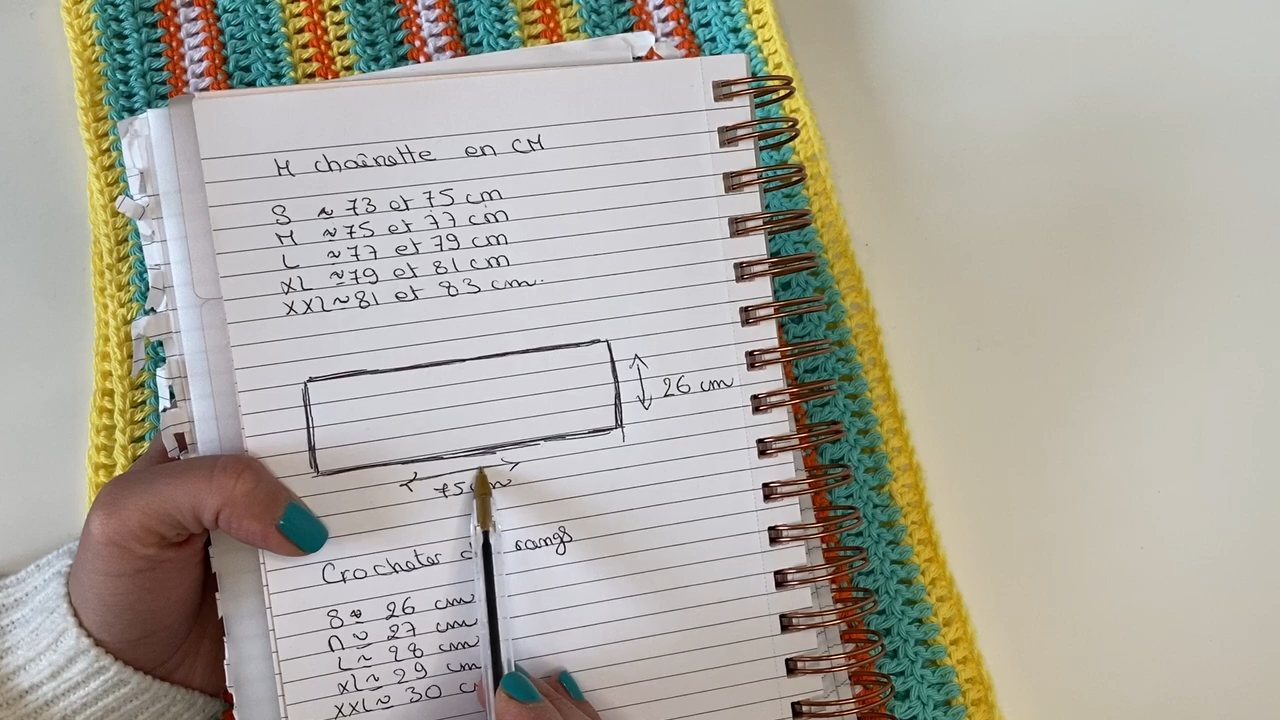 M chaînette en CM
S ≈ 73 et 75 cm
M ≈ 75 et 77 cm
L ≈ 77 et 79 cm
XL ≈ 79 et 81 cm
XXL ≈ 81 et 83 cm.
26 cm
75 cm
Crocheter rangs
S ≈ 26 cm
M ≈ 27 cm
L ≈ 28 cm
XL ≈ 29 cm
XXL ≈ 30 c